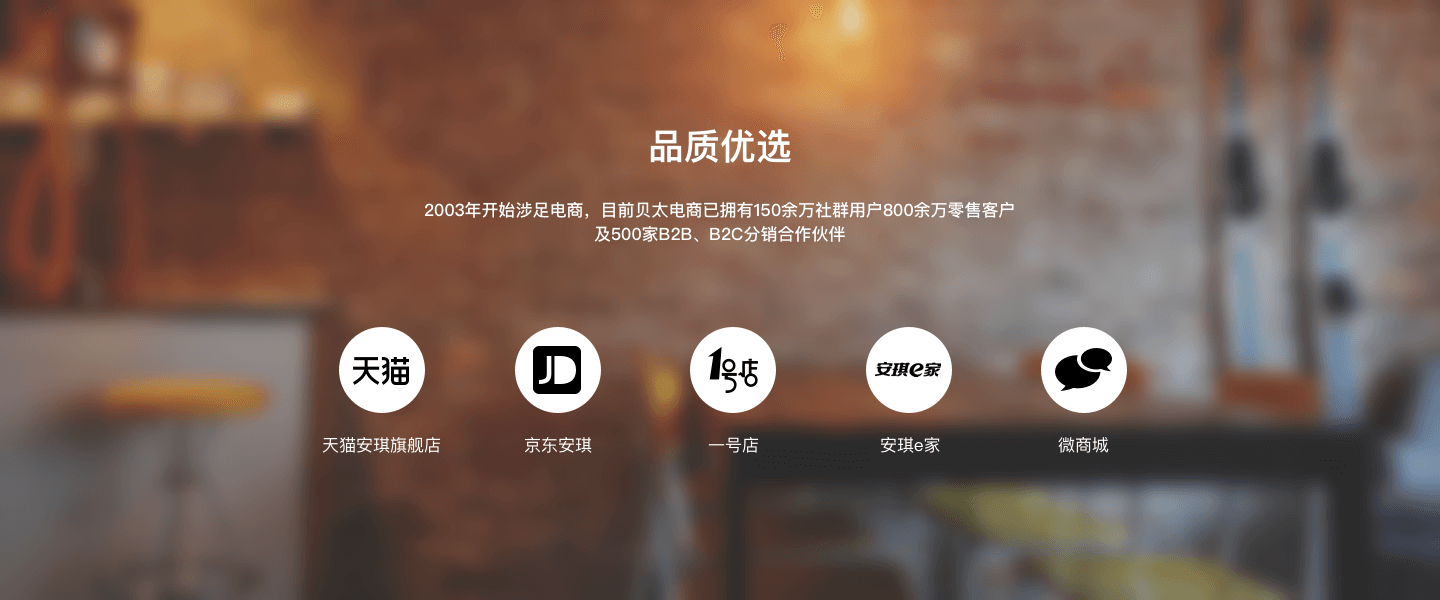 品质优选
2003年开始涉足电商，目前贝太电商已拥有150余万社群用户800余万零售客户
及500家B2B、B2C分销合作伙伴
天猫
JD
1号店
安琪e家
天猫安琪旗舰店
京东安琪
一号店
安琪e家
微商城